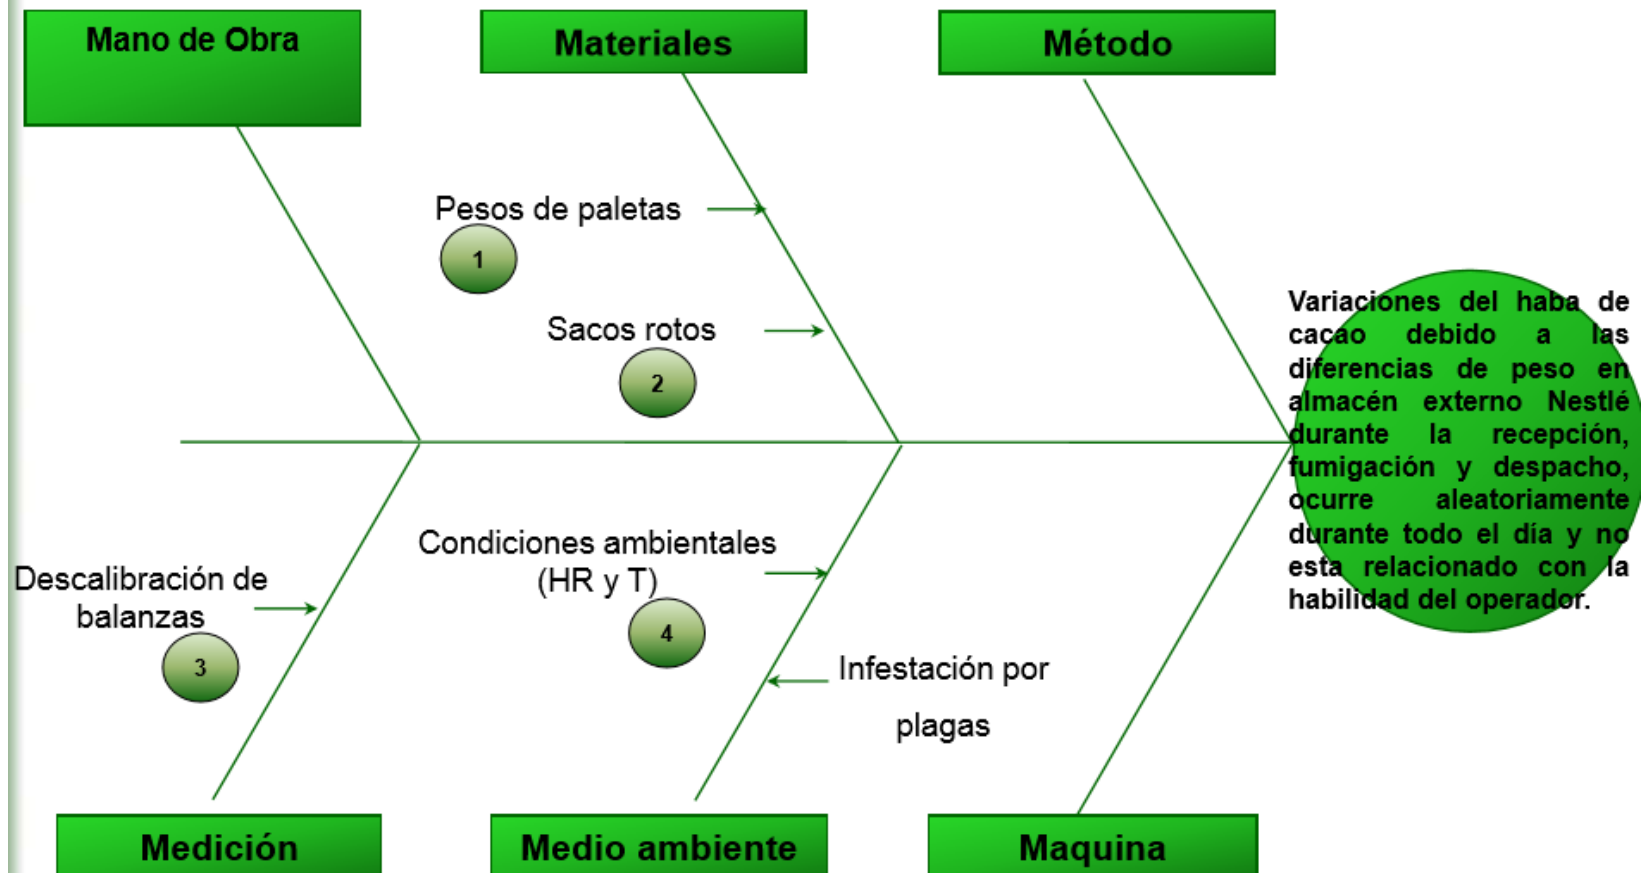 Mano de Obra
Materiales
Método
Pesos de paletas
1
Sacos rotos
2
Variaciones del haba de
cacao debido a las
diferencias de peso en
almacén externo Nestlé
durante la recepción,
fumigación y despacho,
ocurre aleatoriamente
durante todo el día y no
esta relacionado con la
habilidad del operador.
Descalibración de
balanzas
3
Condiciones ambientales
(HR y T)
4
Infestación por
plagas
Medición
Medio ambiente
Maquina